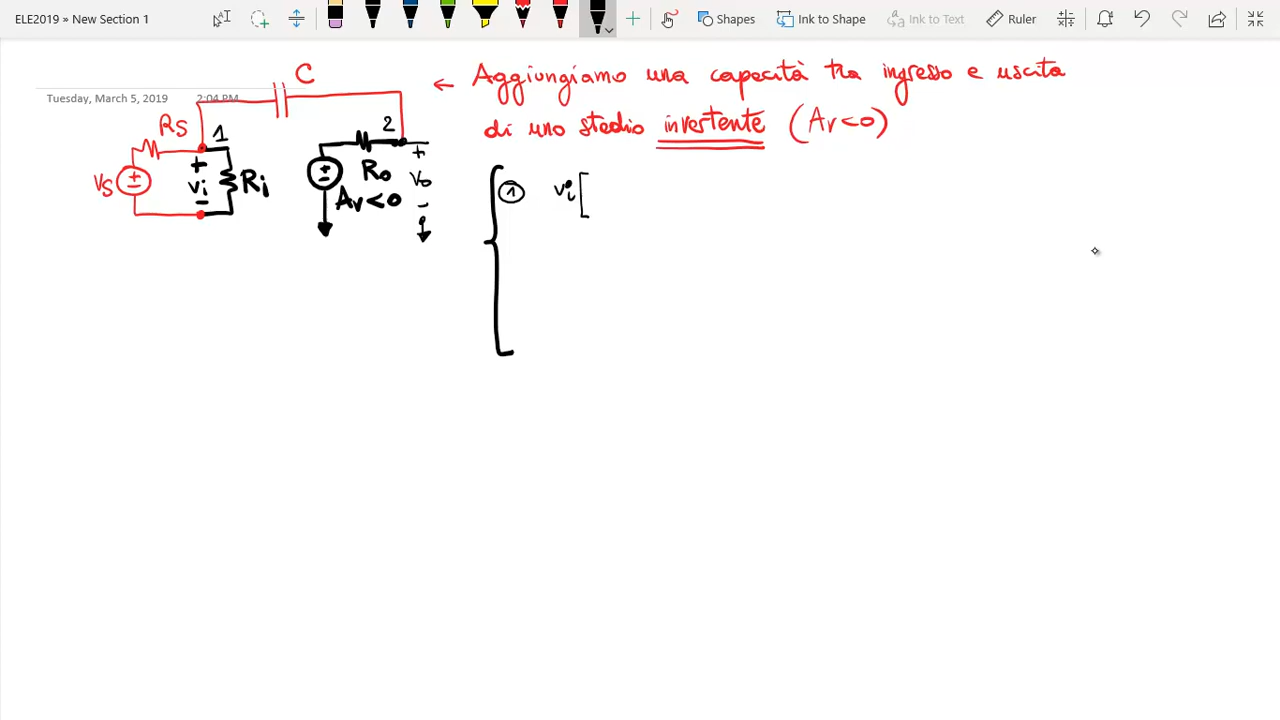 ELE2019 » New Section 1
Shapes
Ink to Shape
Ink to Text
Ruler
Tuesday, March 5, 2019 2:04 PM
C
← Aggiungiamo una capacità tra ingresso e uscita
di uno stadio invertente (Av<0)
Rs
1
2
+
vs
+
-
+
vi
-
Ri
+
-
Ro
Av<0
+
vo
-
① vi [